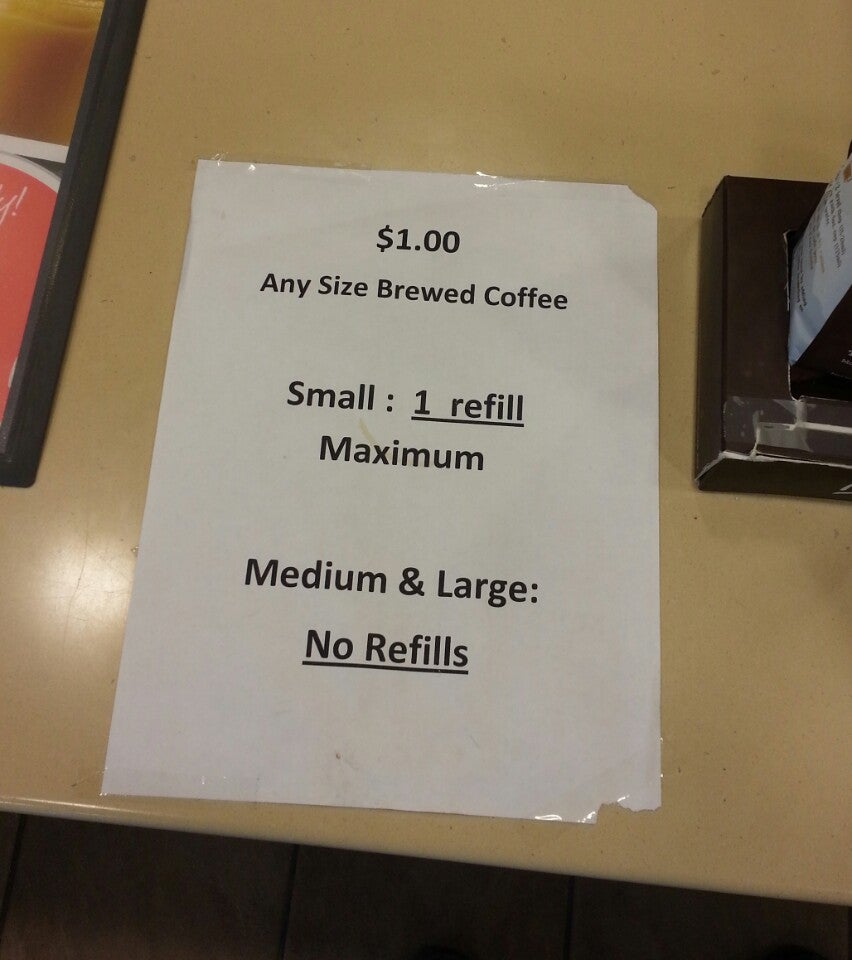 $1.00
Any Size Brewed Coffee
Small : 1 refill
Maximum
Medium & Large:
No Refills